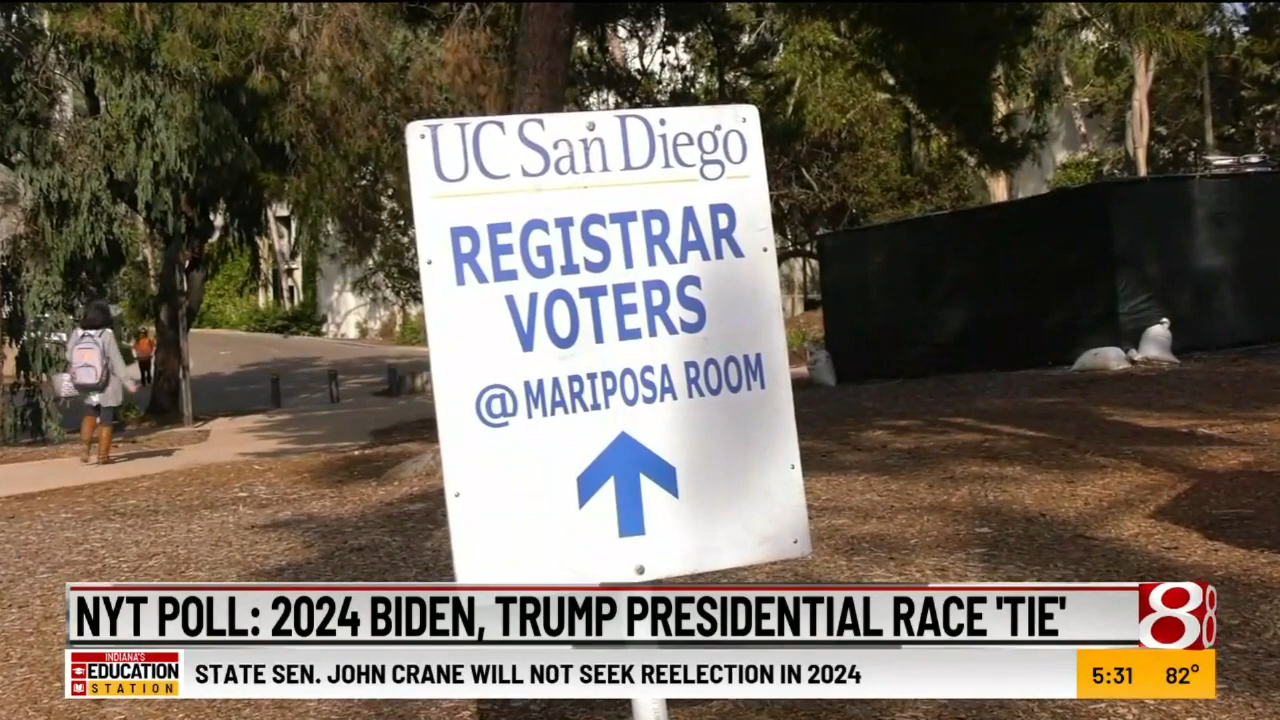 UC San Diego
REGISTRAR
VOTERS
@ MARIPOSA ROOM
NYT POLL: 2024 BIDEN, TRUMP PRESIDENTIAL RACE 'TIE'
8
INDIANA'S
EDUCATION
STATION
STATE SEN. JOHN CRANE WILL NOT SEEK REELECTION IN 2024
5:31 82°